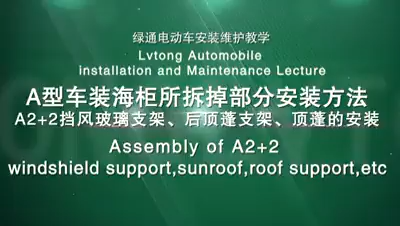 绿通电动车安装维护教学
Lvtong Automobile
installation and Maintenance Lecture
A型车装海柜所拆掉部分安装方法
A2+2挡风玻璃支架、后顶蓬支架、顶蓬的安装
Assembly of A2+2
windshield support,sunroof,roof support,etc